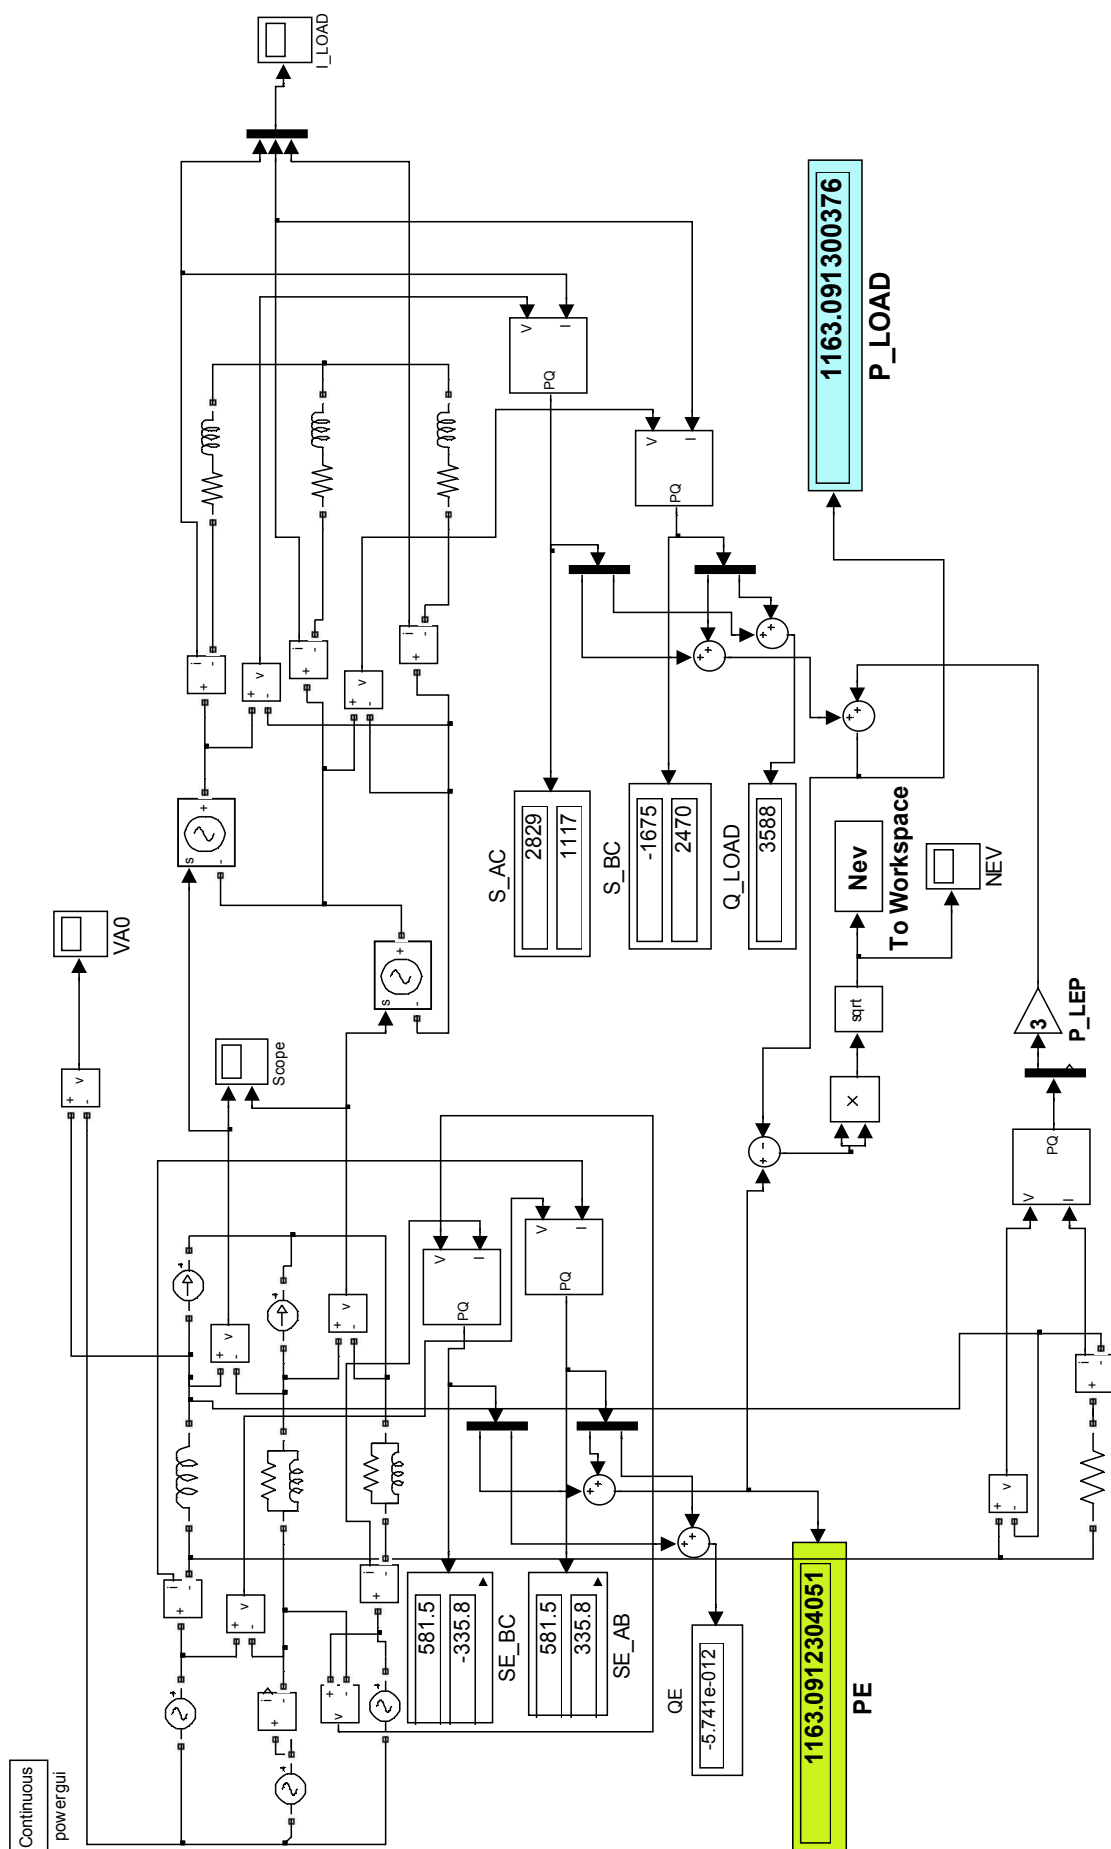 Continuous
powergui
+
-
v
VA0
+
i
-
s
-
+
+
i
-
+
-
v
+
-
v
Scope
+
-
v
I_LOAD
+
i
-
+
i
-
+
-
v
+
-
v
+
i
-
s
-
+
+
-
v
+
i
-
581.5
-335.8
SE_BC
V
I
PQ
2829
1117
S_AC
V
I
PQ
581.5
335.8
SE_AB
V
I
PQ
-1675
2470
S_BC
V
I
PQ
+
+
+
+
-5.741e-012
QE
3588
Q_LOAD
+
+
+
+
+
-
1163.0912304051
PE
×
sqrt
Nev
To Workspace
NEV
+
+
1163.091300376
P_LOAD
+
-
v
V
I
PQ
3
P_LEP
+
i
-